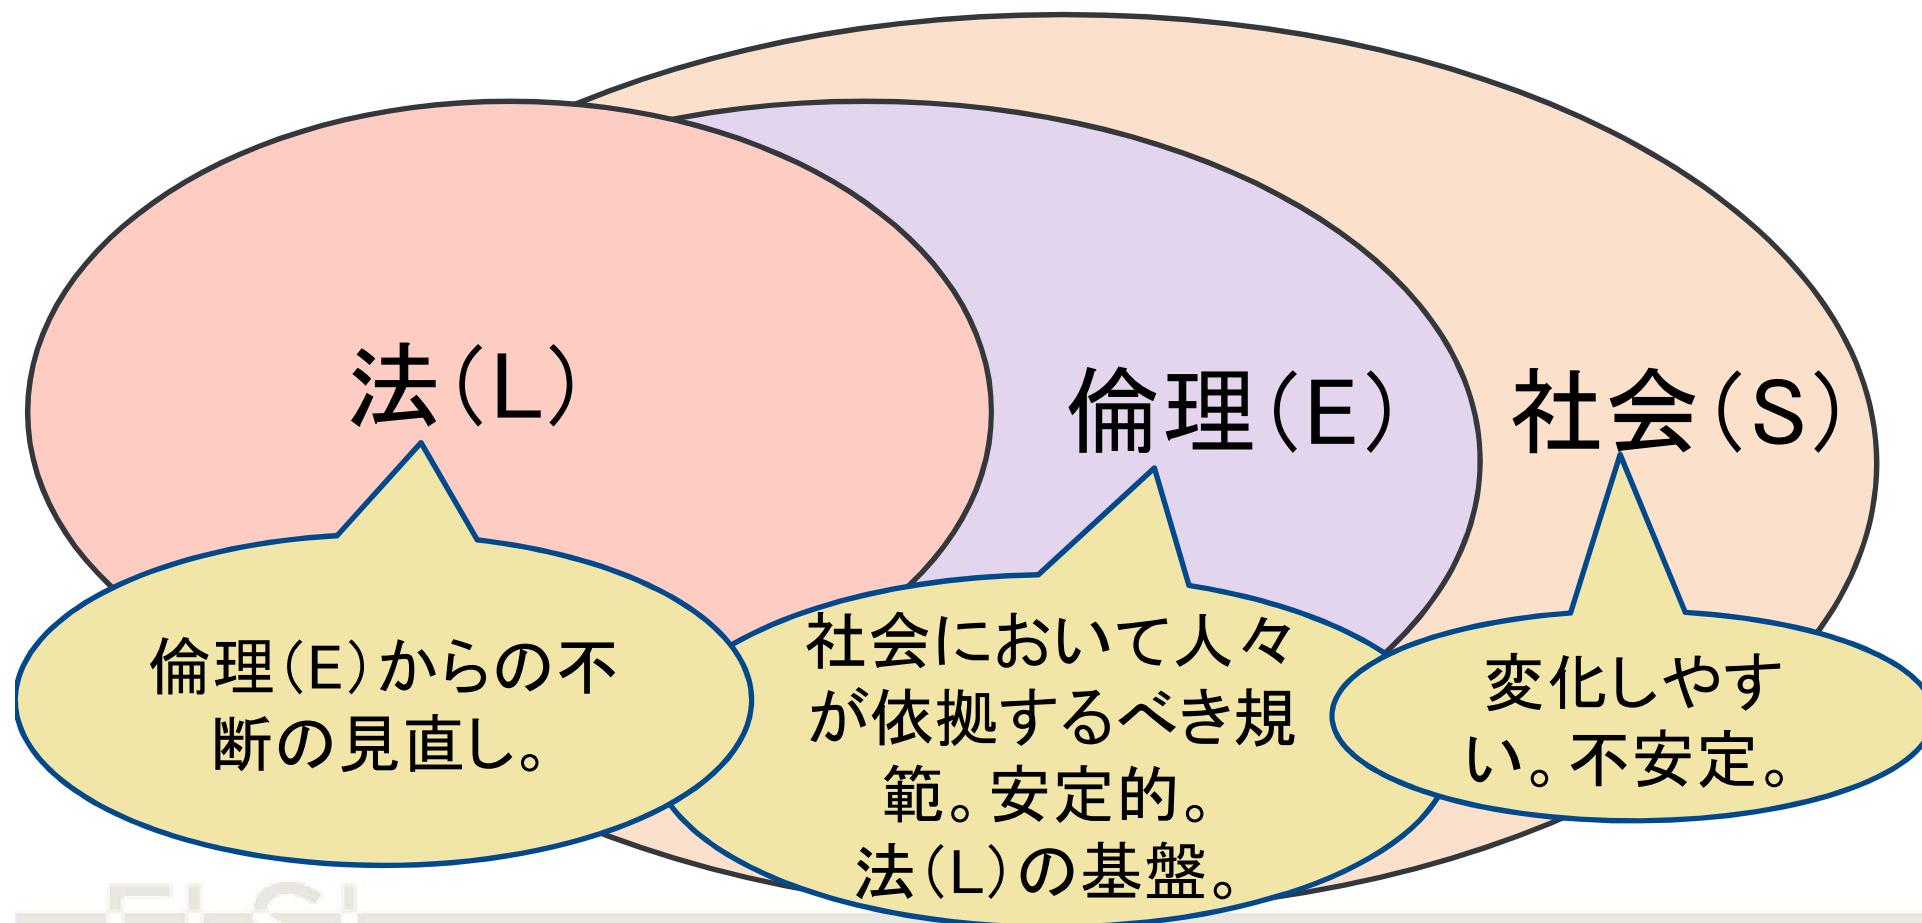 法（L）
倫理（E）
社会（S）
倫理（E）からの不
断の見直し。
社会において人々
が依拠するべき規
範。安定的。
法（L）の基盤。
変化しやす
い。不安定。
ELSI